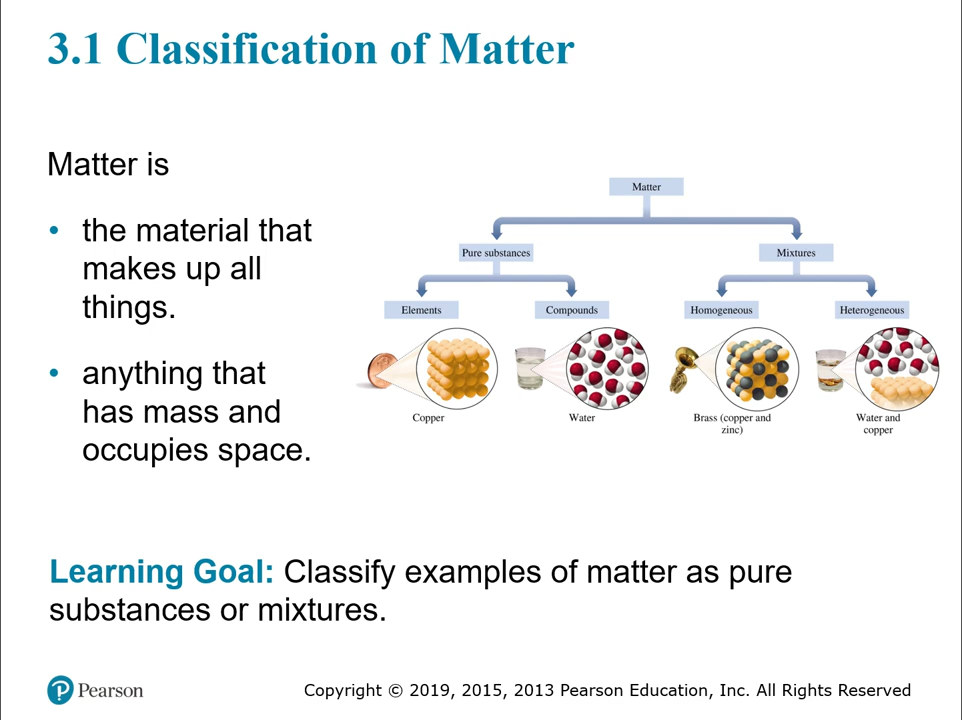 3.1 Classification of Matter
Matter is
• the material that
makes up all
things.
• anything that
has mass and
occupies space.
Matter
Pure substances
Mixtures
Elements
Compounds
Homogeneous
Heterogeneous
Copper
Water
Brass (copper and
zinc)
Water and
copper
Learning Goal: Classify examples of matter as pure
substances or mixtures.
Pearson
Copyright © 2019, 2015, 2013 Pearson Education, Inc. All Rights Reserved